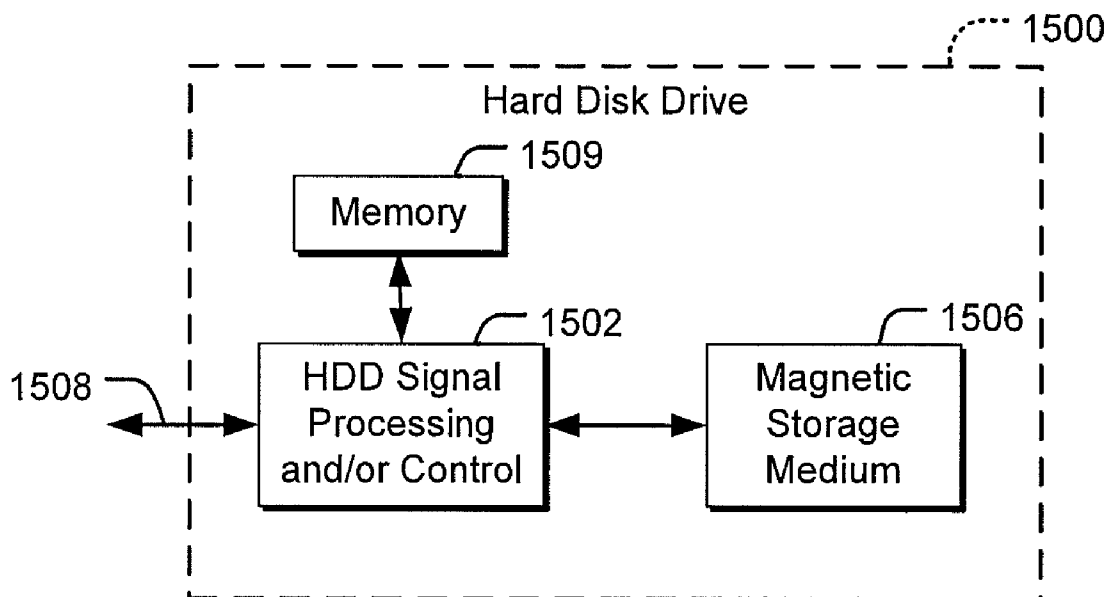 1500
Hard Disk Drive
1509
Memory
1502
1506
1508
HDD Signal
Processing
and/or Control
Magnetic
Storage
Medium